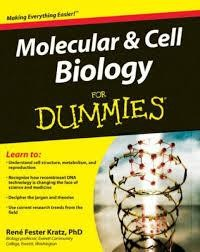 Making Everything Easier!™
Molecular & Cell
Biology
FOR
DUMMIES
Learn to:
• Understand cell structure, metabolism, and
reproduction
• Recognize how recombinant DNA
technology is changing the face of
science and medicine
• Decipher the jargon and theories
• Use current research trends from the
field
René Fester Kratz, PhD
Biology professor, Everett Community
College, Everett, Washington